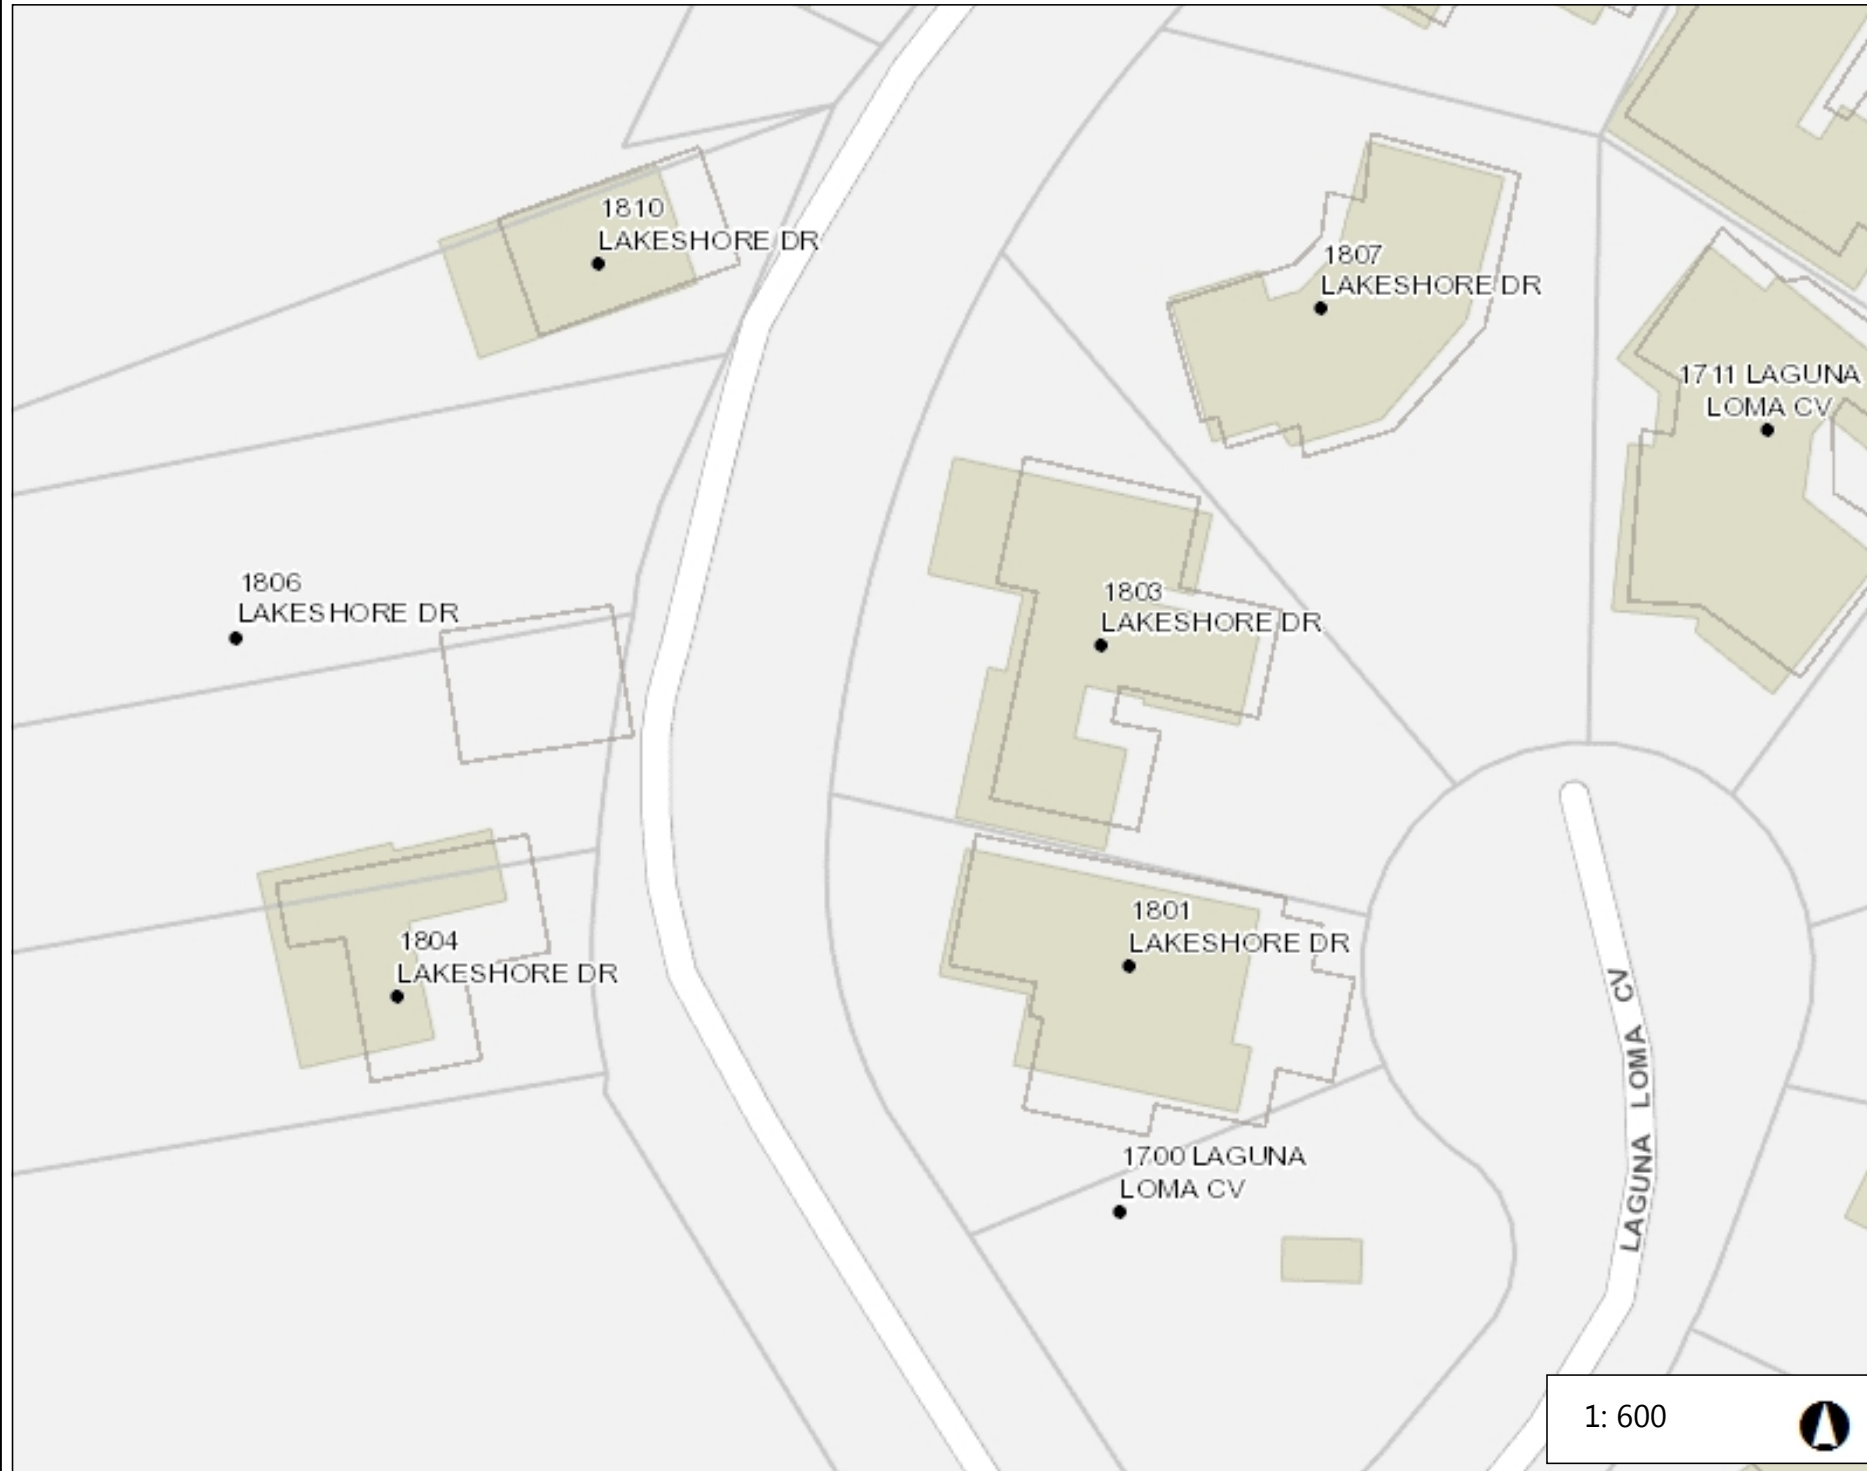 1810
LAKESHORE DR
1807
LAKESHORE DR
1711 LAGUNA
LOMA CV
1806
LAKESHORE DR
1803
LAKESHORE DR
1801
LAKESHORE DR
1804
LAKESHORE DR
LAGUNA LOMA CV
1700 LAGUNA
LOMA CV
1: 600